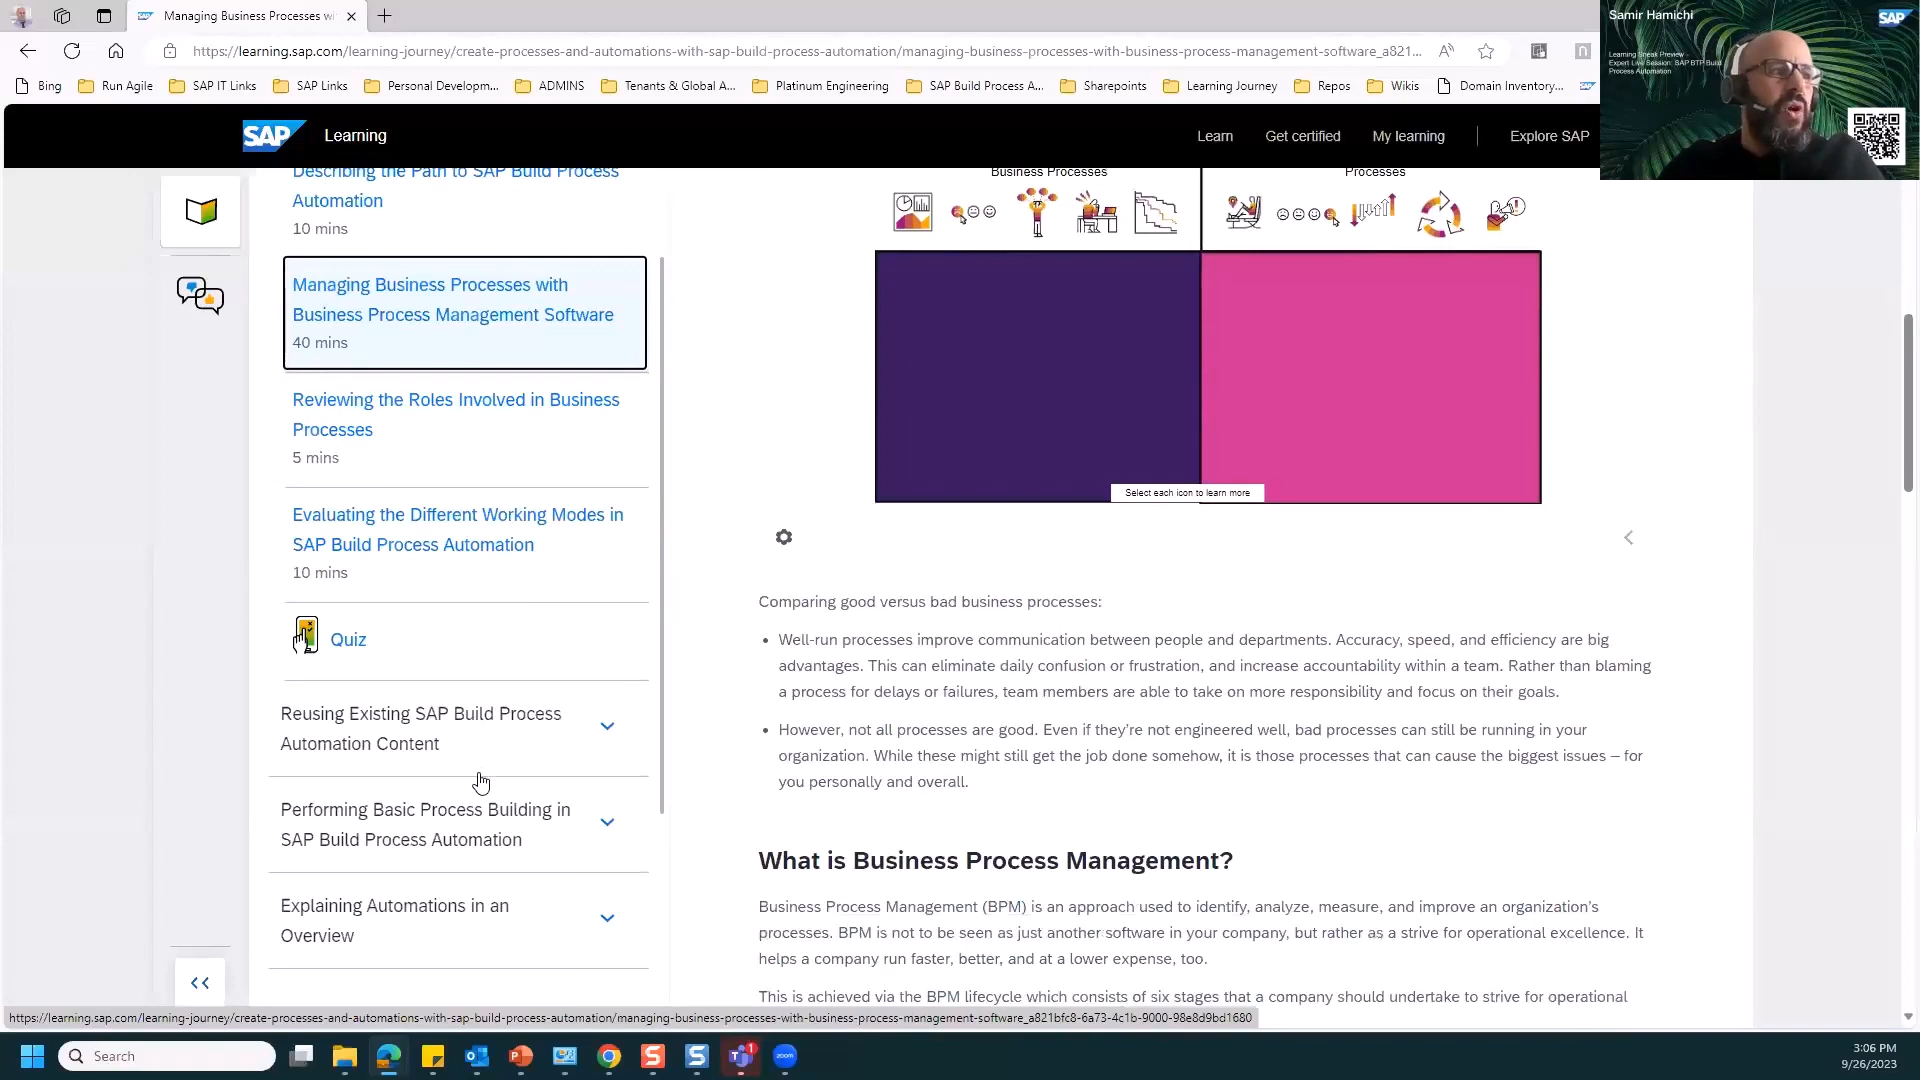 Managing Business Processes wi
https://learning.sap.com/learning-journey/create-processes-and-automations-with-sap-build-process-automation/managing-business-processes-with-business-process-management-software_a821...
Bing
Run Agile
SAP IT Links
SAP Links
Personal Developm...
ADMINS
Tenants & Global A...
Platinum Engineering
SAP Build Process A...
Sharepoints
Learning Journey
Repos
Wikis
Domain Inventory...
Samir Hamichi
SAP
Learning Sneak Preview -
Expert Live Session: SAP BTP Build
Process Automation
SAP
Learning
Learn
Get certified
My learning
Explore SAP
Describing the Path to SAP Build Process
Automation
10 mins
Managing Business Processes with
Business Process Management Software
40 mins
Reviewing the Roles Involved in Business
Processes
5 mins
Evaluating the Different Working Modes in
SAP Build Process Automation
10 mins
Quiz
Reusing Existing SAP Build Process
Automation Content
Performing Basic Process Building in
SAP Build Process Automation
Explaining Automations in an
Overview
Business Processes
Processes
Select each icon to learn more
Comparing good versus bad business processes:
• Well-run processes improve communication between people and departments. Accuracy, speed, and efficiency are big
advantages. This can eliminate daily confusion or frustration, and increase accountability within a team. Rather than blaming
a process for delays or failures, team members are able to take on more responsibility and focus on their goals.
• However, not all processes are good. Even if they're not engineered well, bad processes can still be running in your
organization. While these might still get the job done somehow, it is those processes that can cause the biggest issues – for
you personally and overall.
What is Business Process Management?
Business Process Management (BPM) is an approach used to identify, analyze, measure, and improve an organization's
processes. BPM is not to be seen as just another software in your company, but rather as a strive for operational excellence. It
helps a company run faster, better, and at a lower expense, too.
This is achieved via the BPM lifecycle which consists of six stages that a company should undertake to strive for operational
https://learning.sap.com/learning-journey/create-processes-and-automations-with-sap-build-process-automation/managing-business-processes-with-business-process-management-software_a821bfc8-6a73-4c1b-9000-98e8d9bd1680
Search
1
zoom
3:06 PM
9/26/2023